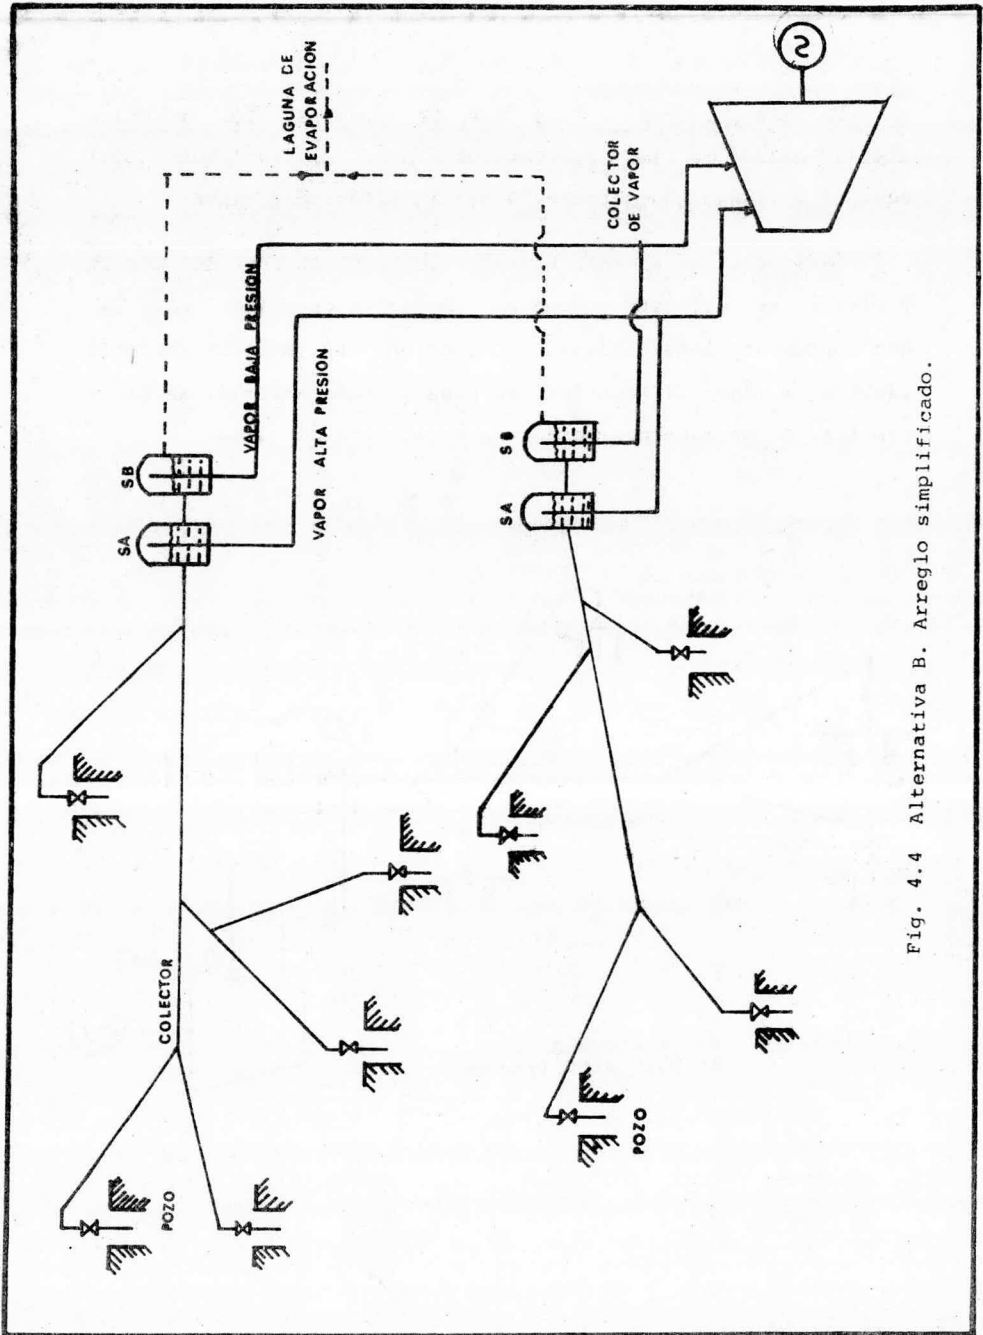 LAGUNA DE
EVAPORACION
COLECTOR
DE VAPOR
VAPOR BAJA PRESION
VAPOR ALTA PRESION
SA
SB
SA
SB
COLECTOR
POZO
POZO
Fig. 4.4 Alternativa B. Arreglo simplificado.